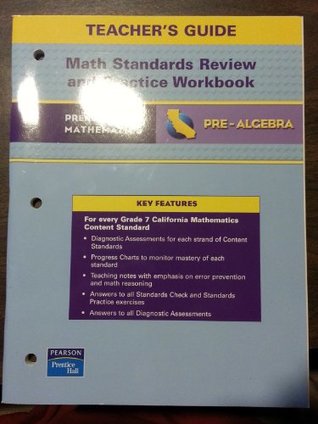 TEACHER'S GUIDE
Math Standards Review
and Practice Workbook
PRENTICE
MATHEMATICS
PRE-ALGEBRA
KEY FEATURES
For every Grade 7 California Mathematics
Content Standard
• Diagnostic Assessments for each strand of Content
Standards
• Progress Charts to monitor mastery of each
standard
• Teaching notes with emphasis on error prevention
and math reasoning
• Answers to all Standards Check and Standards
Practice exercises
• Answers to all Diagnostic Assessments
PEARSON
Prentice
Hall